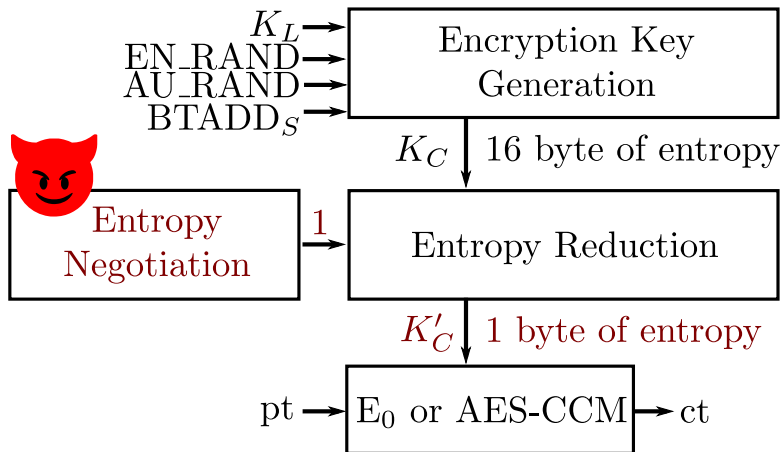 K_L
EN_RAND
AU_RAND
BTADD_S
Encryption Key
Generation
K_C 16 byte of entropy
Entropy
Negotiation
1
Entropy Reduction
K'_C 1 byte of entropy
pt
E_0 or AES-CCM
ct